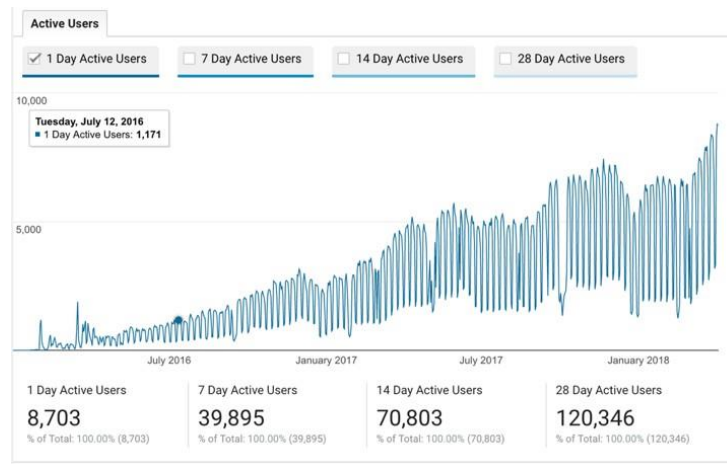 Active Users
1 Day Active Users
7 Day Active Users
14 Day Active Users
28 Day Active Users
10,000
Tuesday, July 12, 2016
1 Day Active Users: 1,171
5,000
July 2016
January 2017
July 2017
January 2018
1 Day Active Users
8,703
% of Total: 100.00% (8,703)
7 Day Active Users
39,895
% of Total: 100.00% (39,895)
14 Day Active Users
70,803
% of Total: 100.00% (70,803)
28 Day Active Users
120,346
% of Total: 100.00% (120,346)